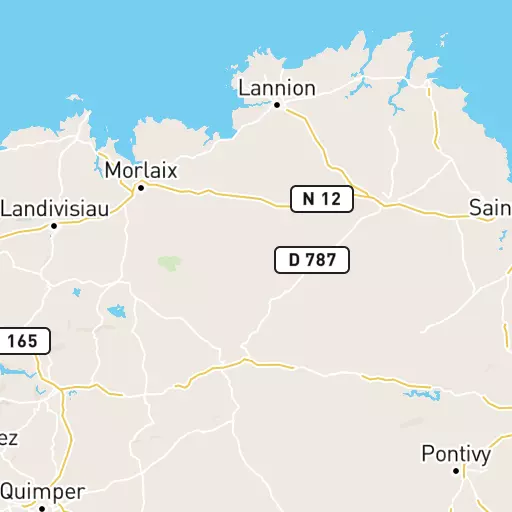 Lannion
Morlaix
N 12
Landivisiau
Sain
D 787
165
ez
Pontivy
Quimper